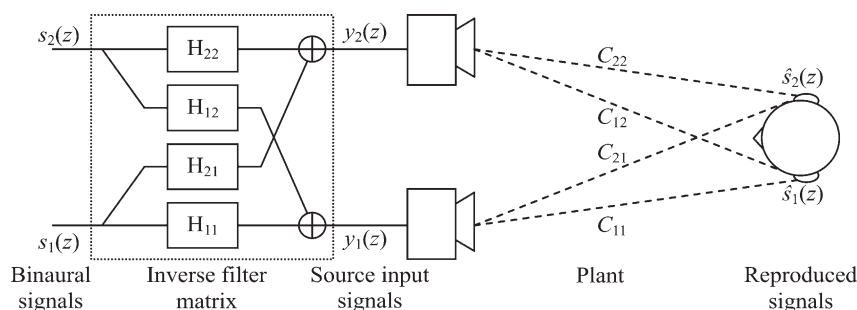 s₂(z)
H₂₂
y₂(z)
C₂₂
ŝ₂(z)
H₁₂
C₁₂
H₂₁
C₂₁
s₁(z)
H₁₁
y₁(z)
C₁₁
ŝ₁(z)
Binaural
signals
Inverse filter
matrix
Source input
signals
Plant
Reproduced
signals